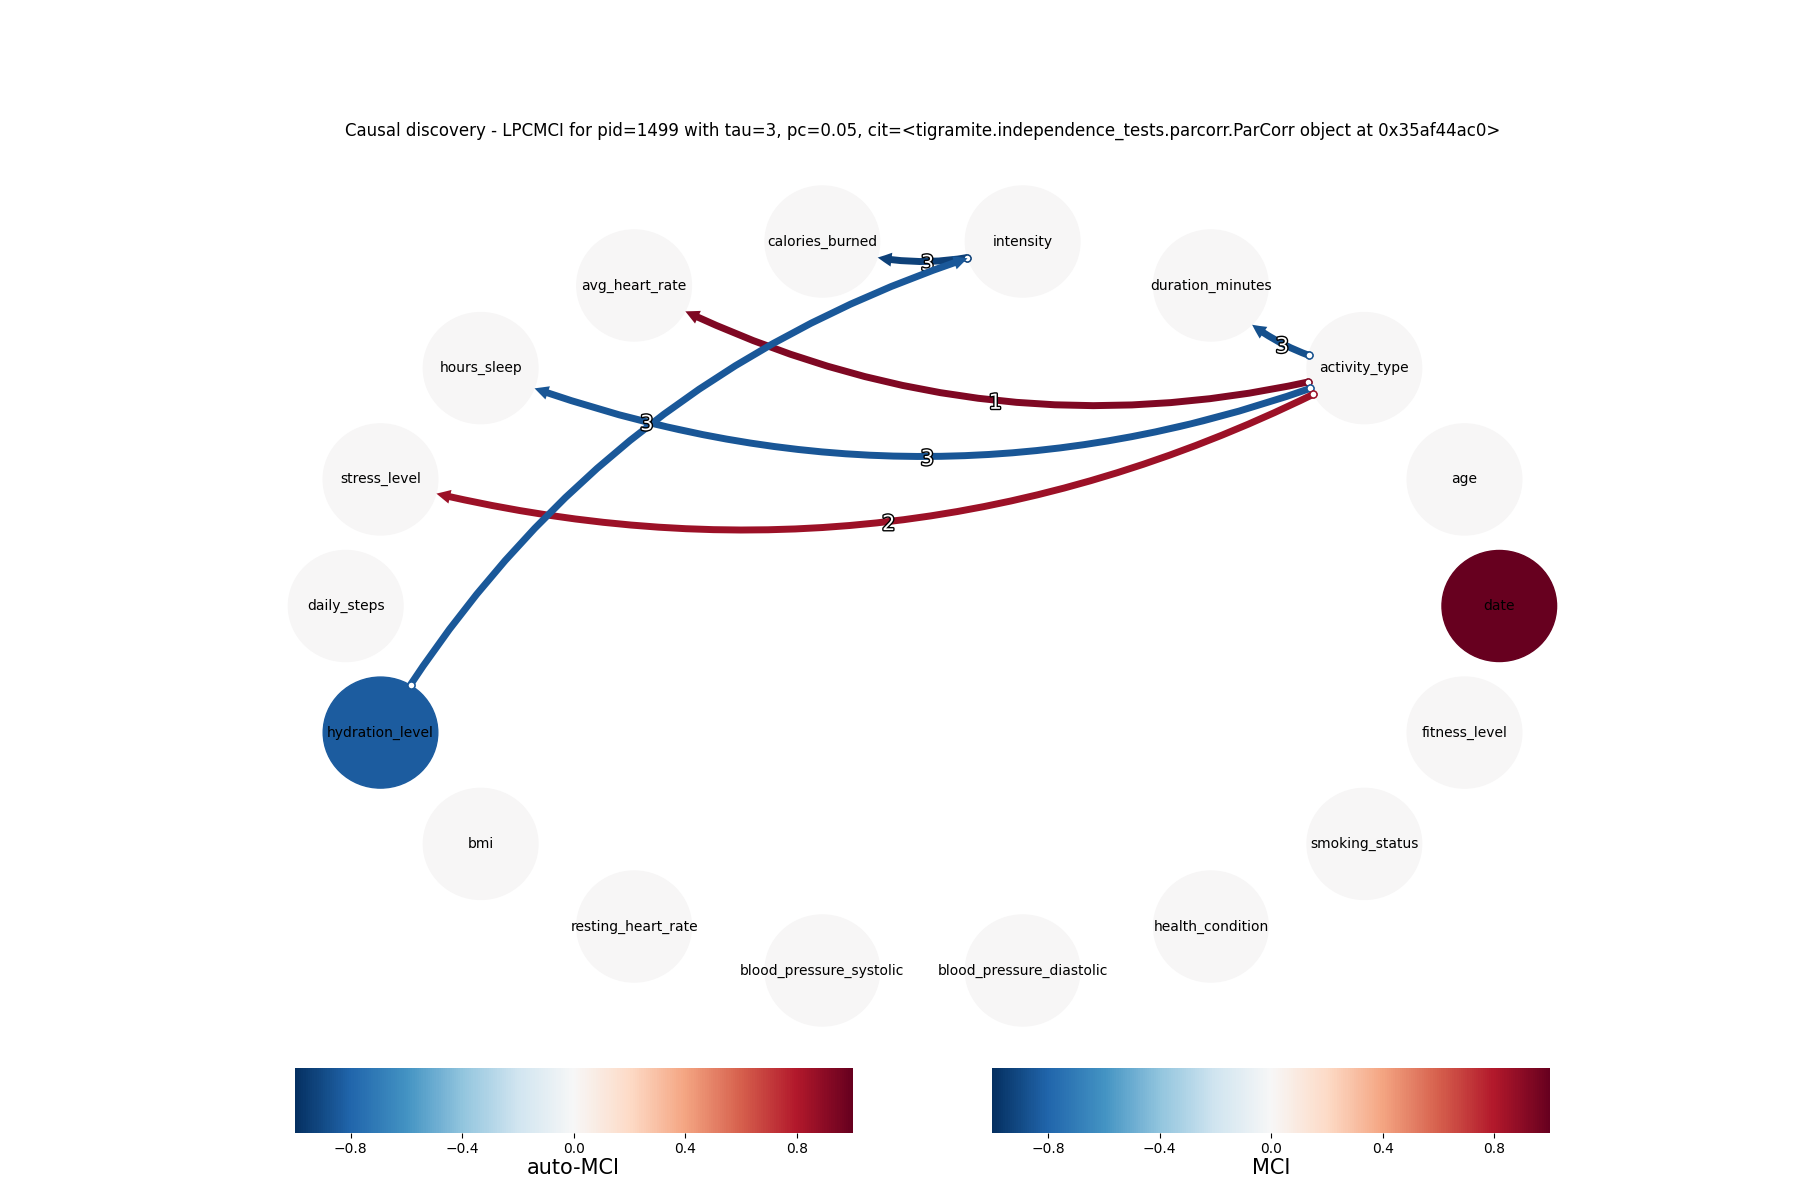 Causal discovery - LPCMCI for pid=1499 with tau=3, pc=0.05, cit=<tigramite.independence_tests.parcorr.ParCorr object at 0x35af44ac0>
calories_burned
intensity
3
avg_heart_rate
duration_minutes
3
hours_sleep
activity_type
1
3
3
stress_level
age
2
daily_steps
date
hydration_level
fitness_level
bmi
smoking_status
resting_heart_rate
health_condition
blood_pressure_systolic
blood_pressure_diastolic
−0.8 −0.4 0.0 0.4 0.8
auto-MCI
−0.8 −0.4 0.0 0.4 0.8
MCI